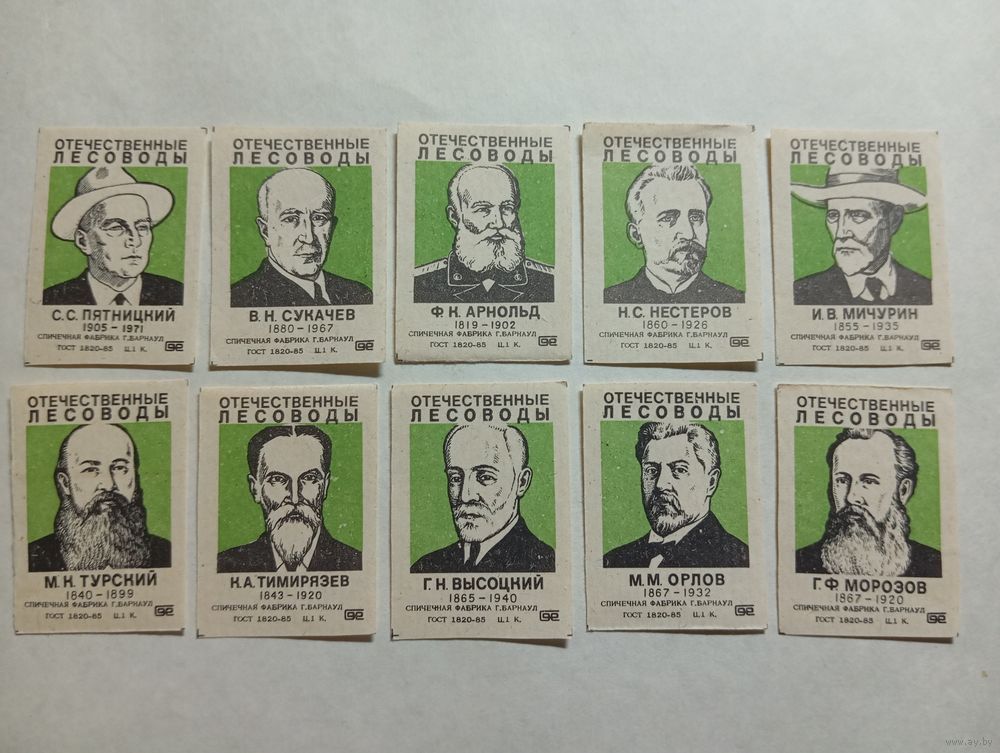 ОТЕЧЕСТВЕННЫЕ
ЛЕСОВОДЫ
С.С. ПЯТНИЦКИЙ
1905 – 1971
СПИЧЕЧНАЯ ФАБРИКА Г.БАРНАУЛ
ГОСТ 1820-85 Ц.1 К.
ОТЕЧЕСТВЕННЫЕ
ЛЕСОВОДЫ
В.Н. СУКАЧЕВ
1880 – 1967
СПИЧЕЧНАЯ ФАБРИКА Г.БАРНАУЛ
ГОСТ 1820-85 Ц.1 К.
ОТЕЧЕСТВЕННЫЕ
ЛЕСОВОДЫ
Ф.К. АРНОЛЬД
1819 – 1902
СПИЧЕЧНАЯ ФАБРИКА Г.БАРНАУЛ
ГОСТ 1820-85 Ц.1 К.
ОТЕЧЕСТВЕННЫЕ
ЛЕСОВОДЫ
Н.С. НЕСТЕРОВ
1860 – 1926
СПИЧЕЧНАЯ ФАБРИКА Г.БАРНАУЛ
ГОСТ 1820-85 Ц.1 К.
ОТЕЧЕСТВЕННЫЕ
ЛЕСОВОДЫ
И.В. МИЧУРИН
1855 – 1935
СПИЧЕЧНАЯ ФАБРИКА Г.БАРНАУЛ
ГОСТ 1820-85 Ц.1 К.
ОТЕЧЕСТВЕННЫЕ
ЛЕСОВОДЫ
М.К. ТУРСКИЙ
1840 – 1899
СПИЧЕЧНАЯ ФАБРИКА Г.БАРНАУЛ
ГОСТ 1820-85 Ц.1 К.
ОТЕЧЕСТВЕННЫЕ
ЛЕСОВОДЫ
К.А. ТИМИРЯЗЕВ
1843 – 1920
СПИЧЕЧНАЯ ФАБРИКА Г.БАРНАУЛ
ГОСТ 1820-85 Ц.1 К.
ОТЕЧЕСТВЕННЫЕ
ЛЕСОВОДЫ
Г.Н. ВЫСОЦКИЙ
1865 – 1940
СПИЧЕЧНАЯ ФАБРИКА Г.БАРНАУЛ
ГОСТ 1820-85 Ц.1 К.
ОТЕЧЕСТВЕННЫЕ
ЛЕСОВОДЫ
М.М. ОРЛОВ
1867 – 1932
СПИЧЕЧНАЯ ФАБРИКА Г.БАРНАУЛ
ГОСТ 1820-85 Ц.1 К.
ОТЕЧЕСТВЕННЫЕ
ЛЕСОВОДЫ
Г.Ф. МОРОЗОВ
1867 – 1920
СПИЧЕЧНАЯ ФАБРИКА Г.БАРНАУЛ
ГОСТ 1820-85 Ц.1 К.
www.ay.by